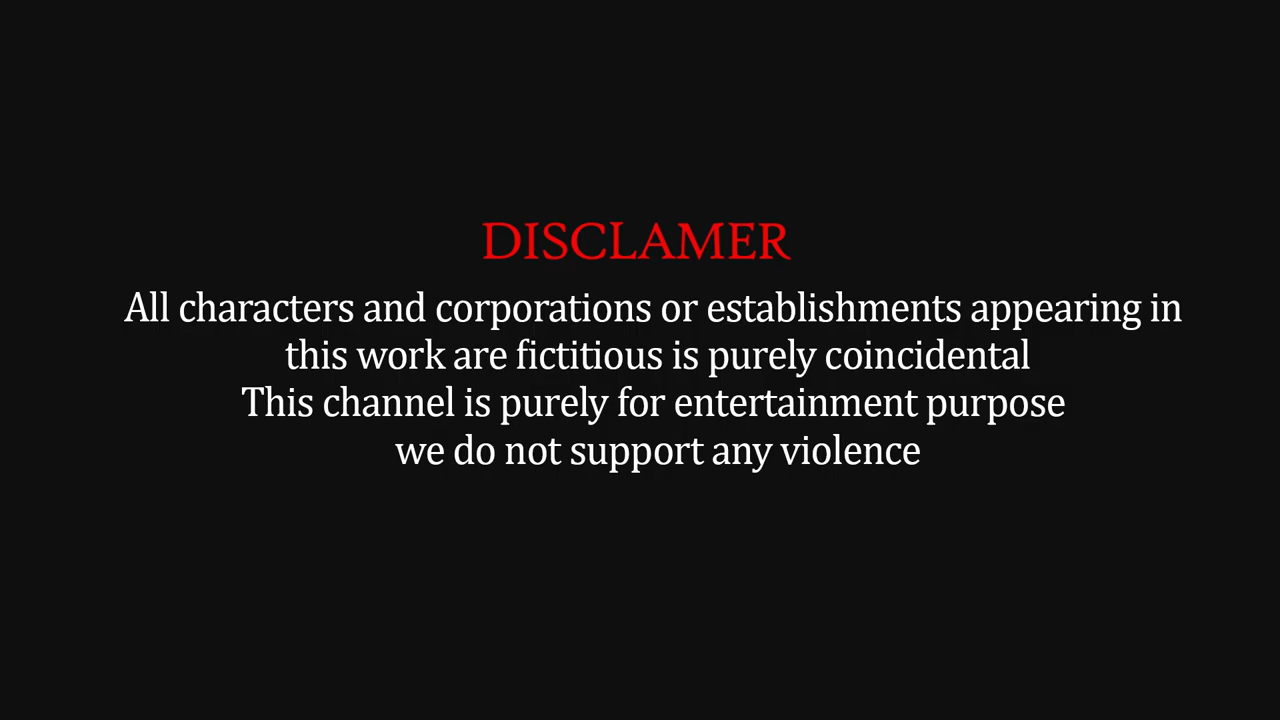 DISCLAMER
All characters and corporations or establishments appearing in
this work are fictitious is purely coincidental
This channel is purely for entertainment purpose
we do not support any violence